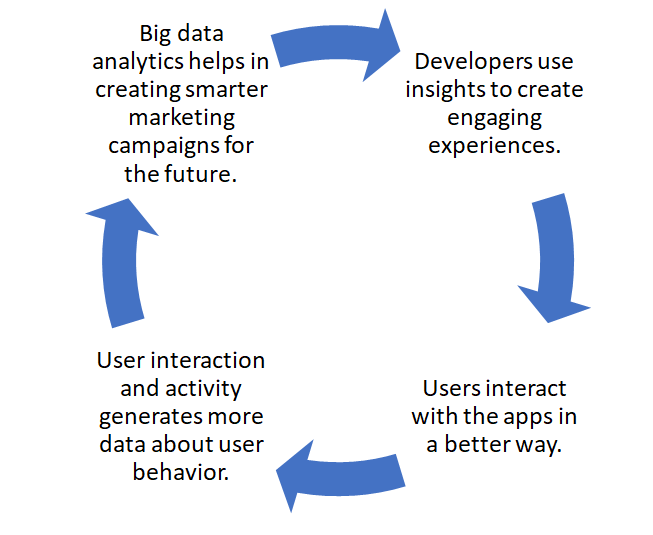 Big data
analytics helps in
creating smarter
marketing
campaigns for
the future.
Developers use
insights to create
engaging
experiences.
Users interact
with the apps in
a better way.
User interaction
and activity
generates more
data about user
behavior.